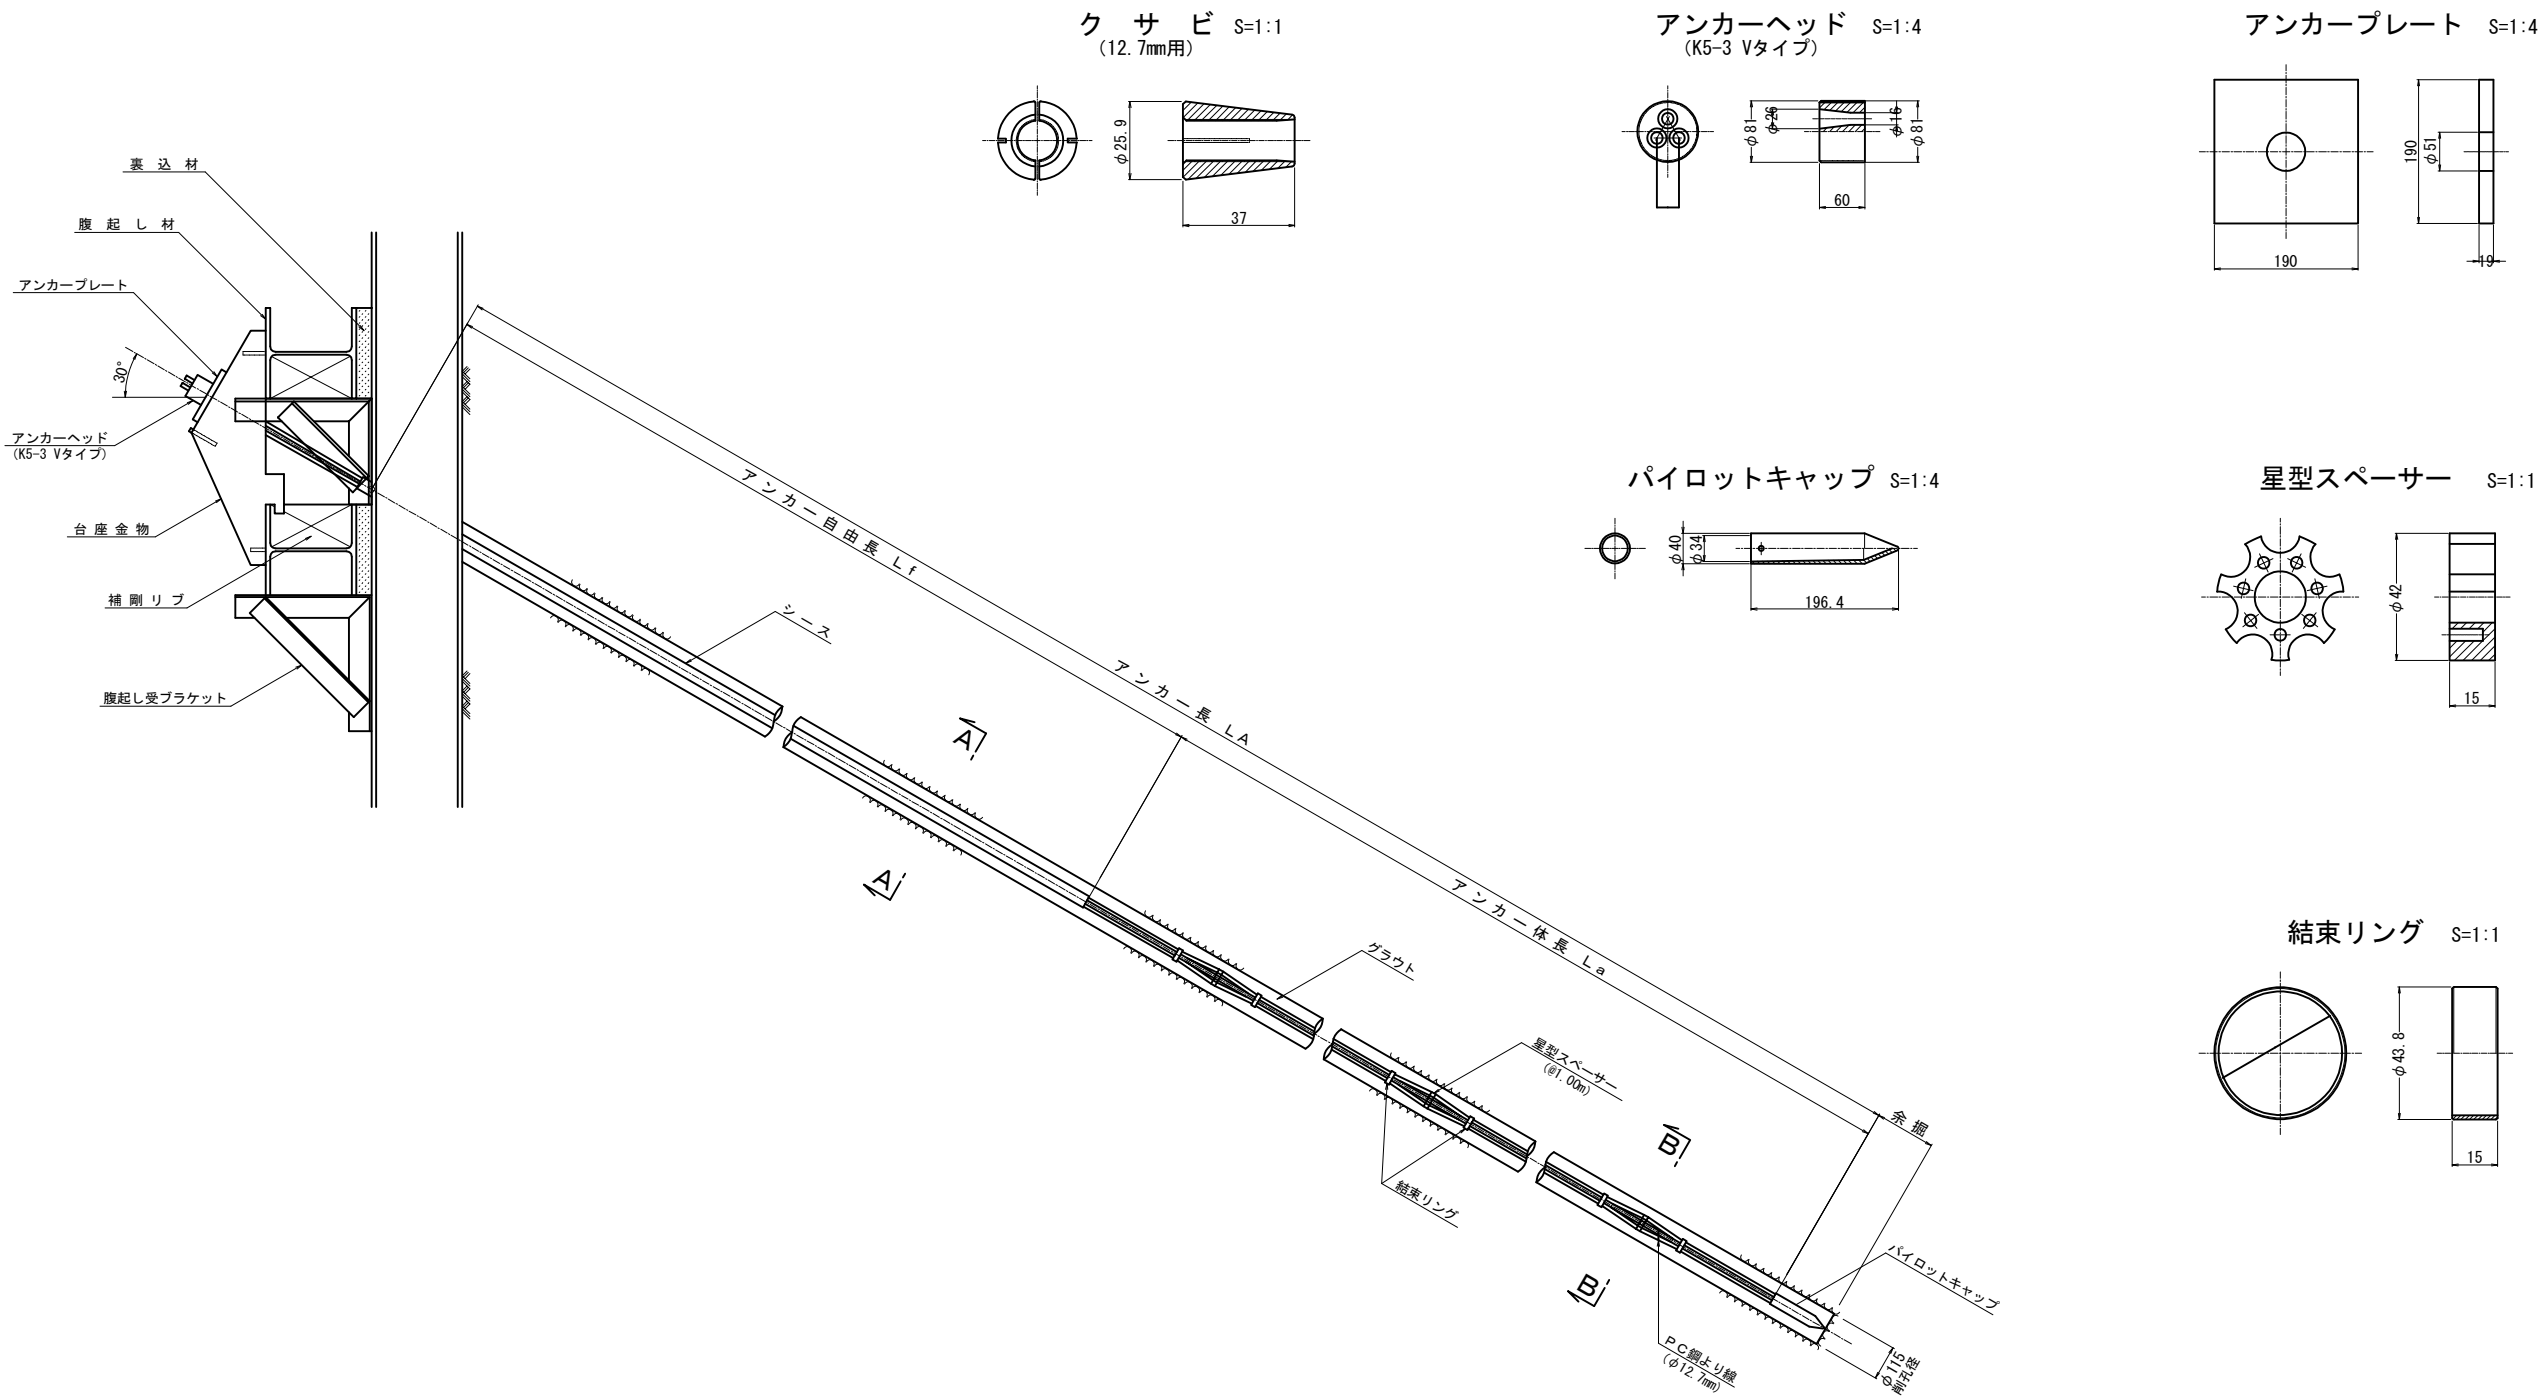 ク サ ビ S=1:1
(12.7mm用)
φ25.9
37
アンカーヘッド S=1:4
(K5-3 Vタイプ)
φ81
φ26
φ16
φ81
60
アンカープレート S=1:4
190
φ51
190
19
裏 込 材
腹 起 し 材
アンカープレート
30°
アンカーヘッド
(K5-3 Vタイプ)
台 座 金 物
補 剛 リ ブ
腹起し受ブラケット
アンカー自由長 Lf
シース
アンカー長 LA
A
A
アンカー体長 La
グラウト
星型スペーサー
(@1.00m)
結束リング
余掘
B
B
パイロットキャップ
PC鋼より線
(φ12.7mm)
φ115
削孔径
パイロットキャップ S=1:4
φ40
φ34
196.4
星型スペーサー S=1:1
φ42
15
結束リング S=1:1
φ43.8
15